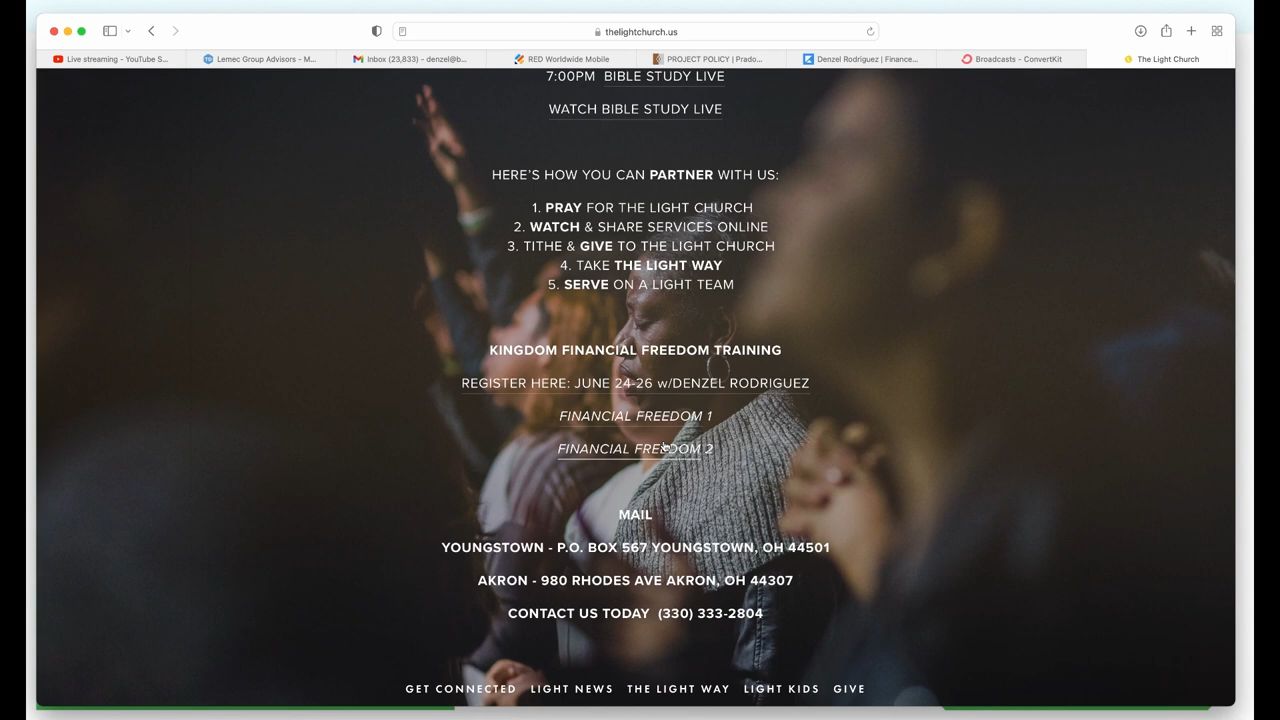 thelightchurch.us
Live streaming - YouTube S...
Lemec Group Advisors - M...
Inbox (23,833) - denzel@b...
RED Worldwide Mobile
PROJECT POLICY | Prado...
Denzel Rodriguez | Finance...
Broadcasts - ConvertKit
The Light Church
7:00PM BIBLE STUDY LIVE
WATCH BIBLE STUDY LIVE
HERE'S HOW YOU CAN PARTNER WITH US:
1. PRAY FOR THE LIGHT CHURCH
2. WATCH & SHARE SERVICES ONLINE
3. TITHE & GIVE TO THE LIGHT CHURCH
4. TAKE THE LIGHT WAY
5. SERVE ON A LIGHT TEAM
KINGDOM FINANCIAL FREEDOM TRAINING
REGISTER HERE: JUNE 24-26 w/DENZEL RODRIGUEZ
FINANCIAL FREEDOM 1
FINANCIAL FREEDOM 2
MAIL
YOUNGSTOWN - P.O. BOX 567 YOUNGSTOWN, OH 44501
AKRON - 980 RHODES AVE AKRON, OH 44307
CONTACT US TODAY (330) 333-2804
GET CONNECTED LIGHT NEWS THE LIGHT WAY LIGHT KIDS GIVE